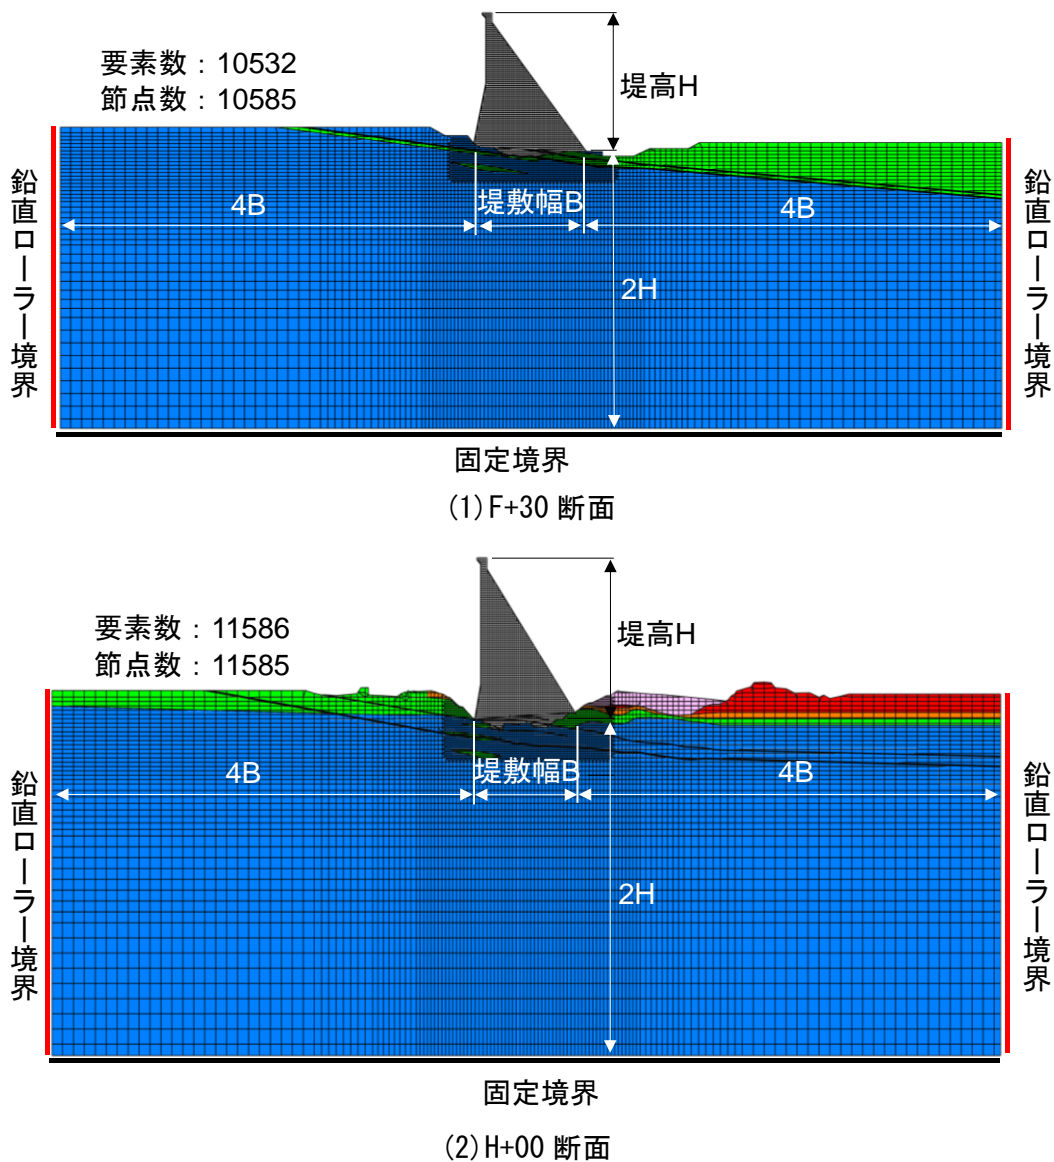 要素数：10532
節点数：10585
堤高H
鉛直ローラー境界
4B
堤敷幅B
4B
鉛直ローラー境界
2H
固定境界
(1)F+30 断面
要素数：11586
節点数：11585
堤高H
鉛直ローラー境界
4B
堤敷幅B
4B
鉛直ローラー境界
2H
固定境界
(2)H+00 断面